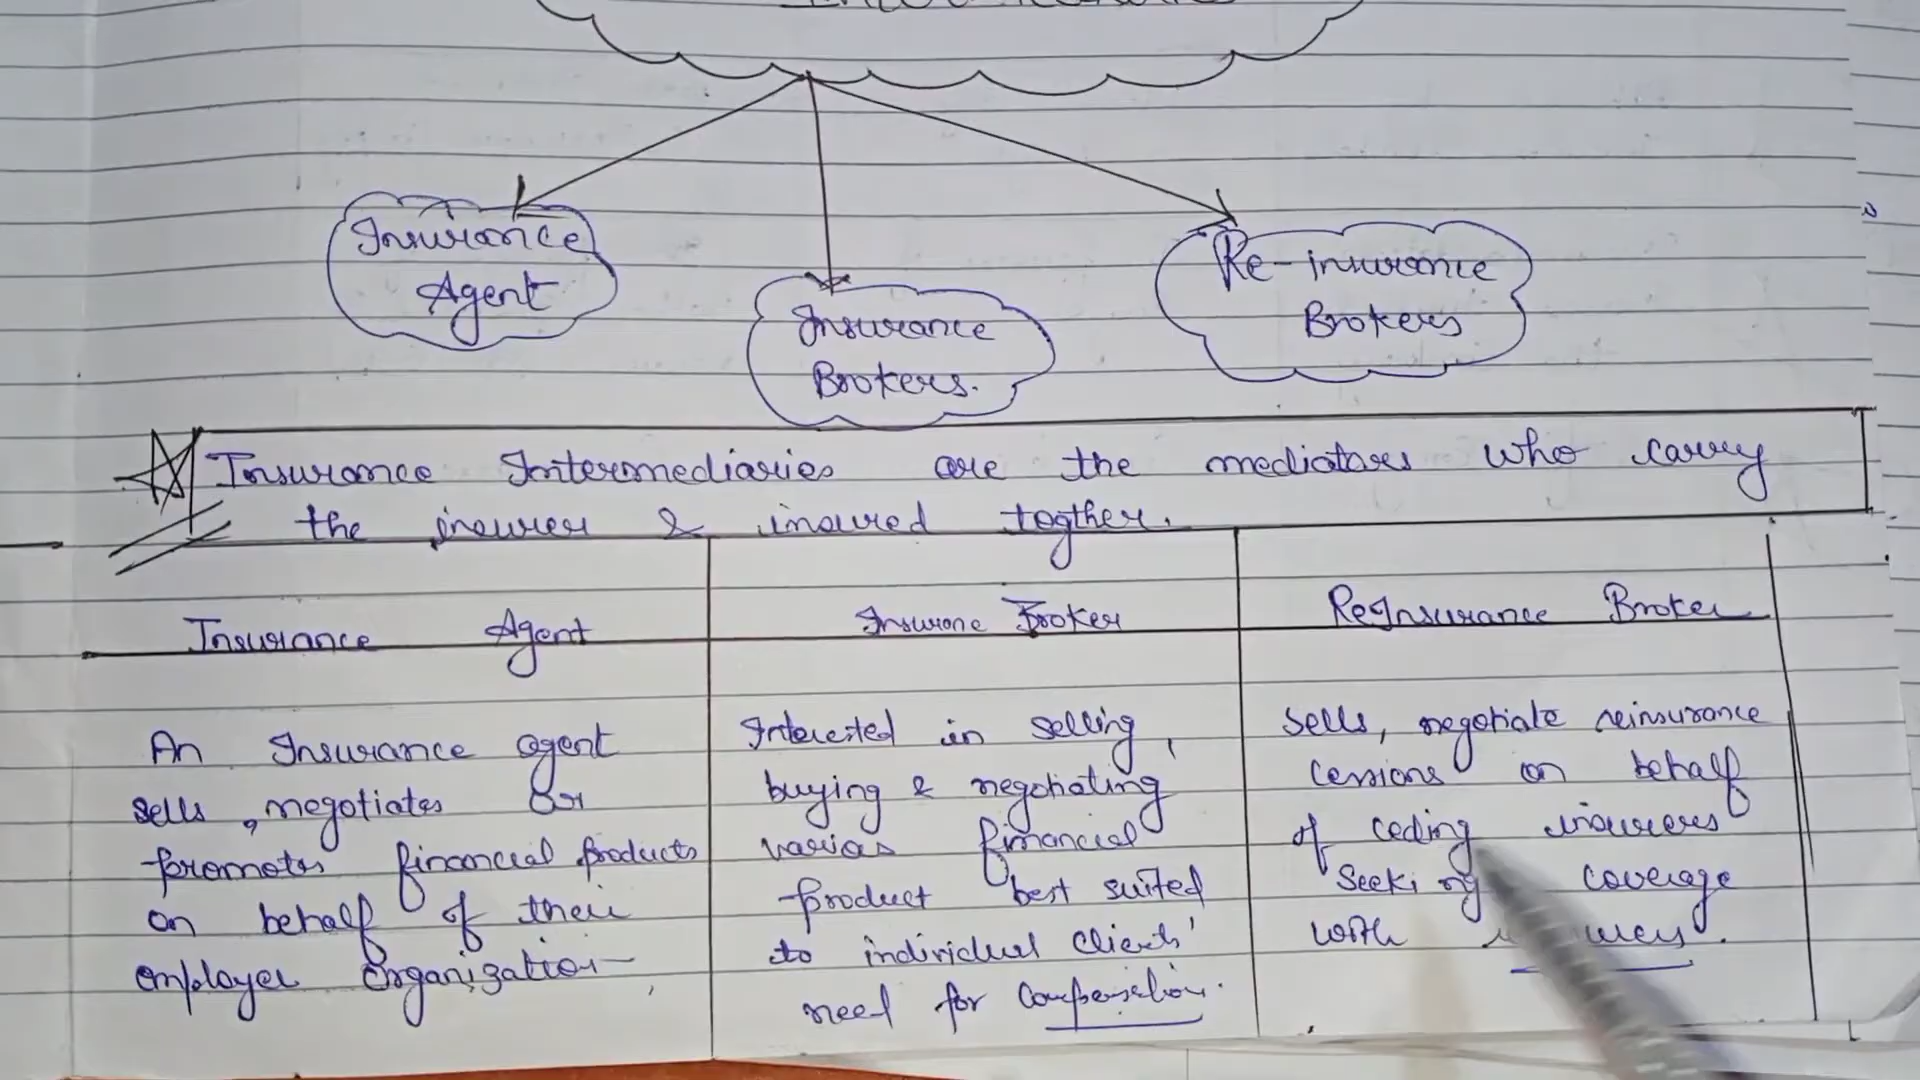 Insurance
Agent
Insurance
Brokers.
Re-insurance
Brokers
Insurance Intermediaries are the mediators who carry
the insurer & insured togther.
Insurance Agent
An Insurance agent
sells, negotiates or
promotes financial products
on behalf of their
employer organization
Insurane Broker
Interested in selling,
buying & negotiating
various financial
product best suited
to individual clients'
need for compensation.
ReInsurance Broker
sells, negotiate reinsurance
cessions on behalf
of ceding insurers
seeking coverage
with